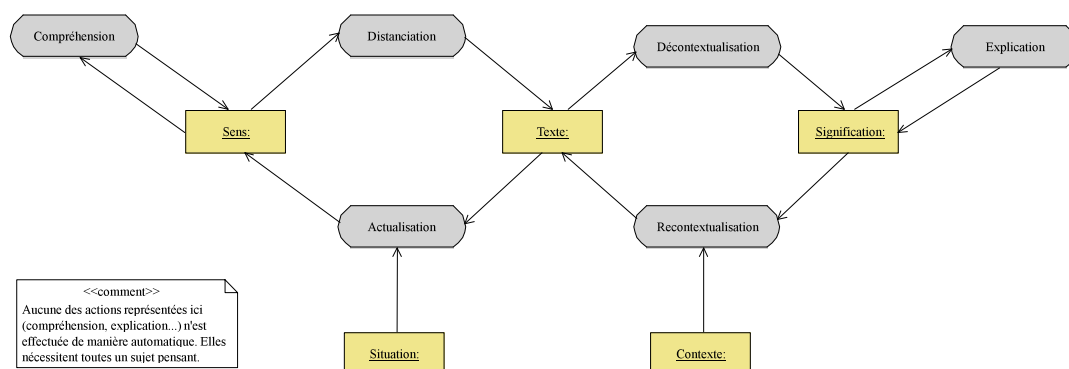 Compréhension
Distanciation
Décontextualisation
Explication
Sens:
Texte:
Signification:
Actualisation
Recontextualisation
<<comment>>
Aucune des actions représentées ici
(compréhension, explication...) n'est
effectuée de manière automatique. Elles
nécessitent toutes un sujet pensant.
Situation:
Contexte: